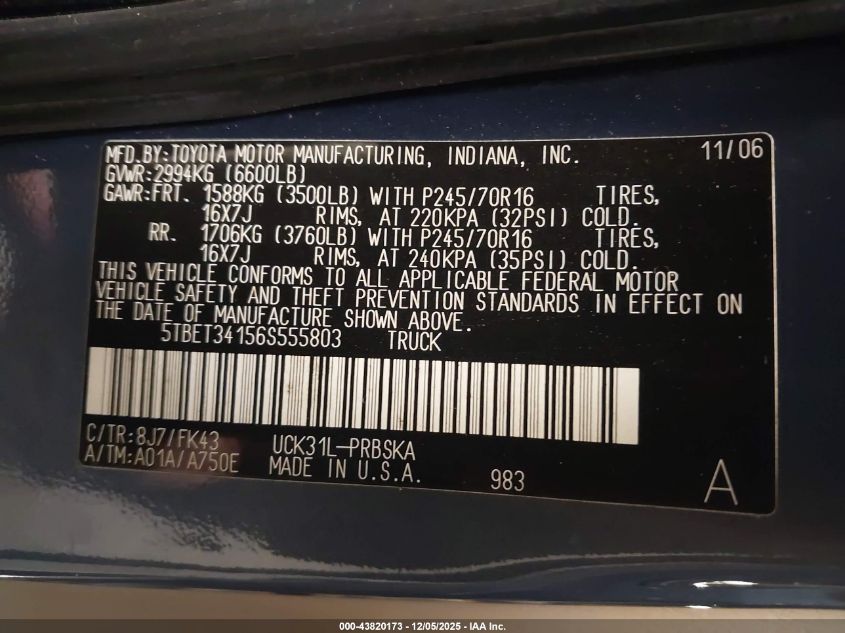 MFD.BY:TOYOTA MOTOR MANUFACTURING, INDIANA, INC. 11/06
GVWR:2994KG (6600LB)
GAWR:FRT. 1588KG (3500LB) WITH P245/70R16 TIRES,
16X7J RIMS, AT 220KPA (32PSI) COLD.
RR. 1706KG (3760LB) WITH P245/70R16 TIRES,
16X7J RIMS, AT 240KPA (35PSI) COLD.
THIS VEHICLE CONFORMS TO ALL APPLICABLE FEDERAL MOTOR
VEHICLE SAFETY AND THEFT PREVENTION STANDARDS IN EFFECT ON
THE DATE OF MANUFACTURE SHOWN ABOVE.
5TBET34156S555803 TRUCK
C/TR:8J7/FK43 UCK31L-PRBSKA
A/TM:A01A/A750E MADE IN U.S.A. 983 A
000-43820173 - 12/05/2025 - IAA Inc.